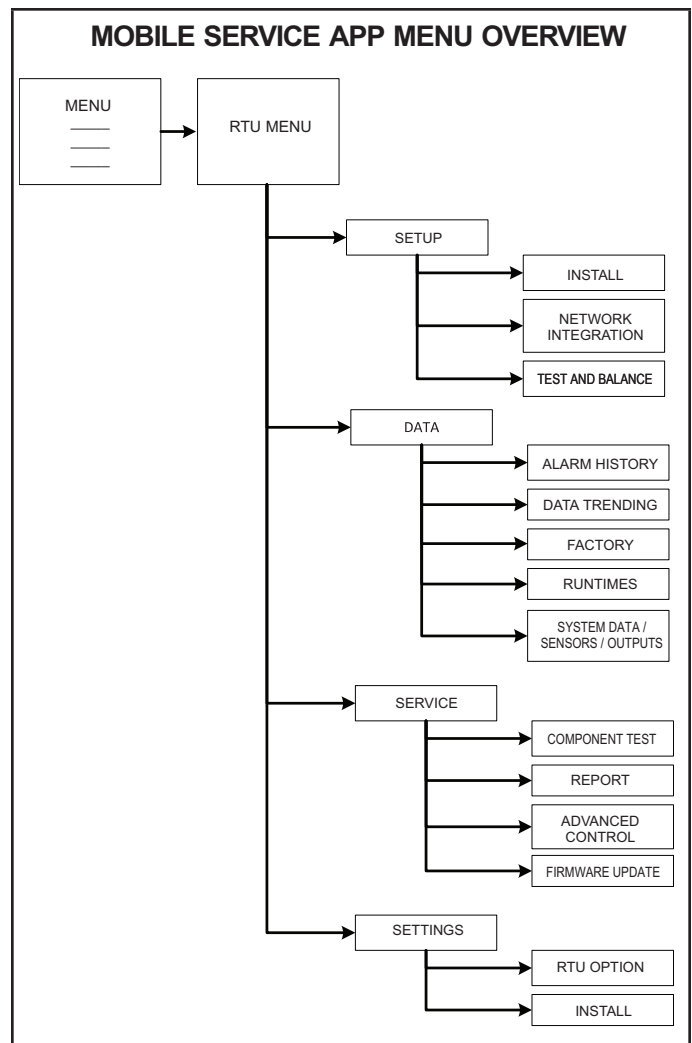 MOBILE SERVICE APP MENU OVERVIEW
MENU
RTU MENU
SETUP
INSTALL
NETWORK
INTEGRATION
TEST AND BALANCE
DATA
ALARM HISTORY
DATA TRENDING
FACTORY
RUNTIMES
SYSTEM DATA /
SENSORS / OUTPUTS
SERVICE
COMPONENT TEST
REPORT
ADVANCED
CONTROL
FIRMWARE UPDATE
SETTINGS
RTU OPTION
INSTALL